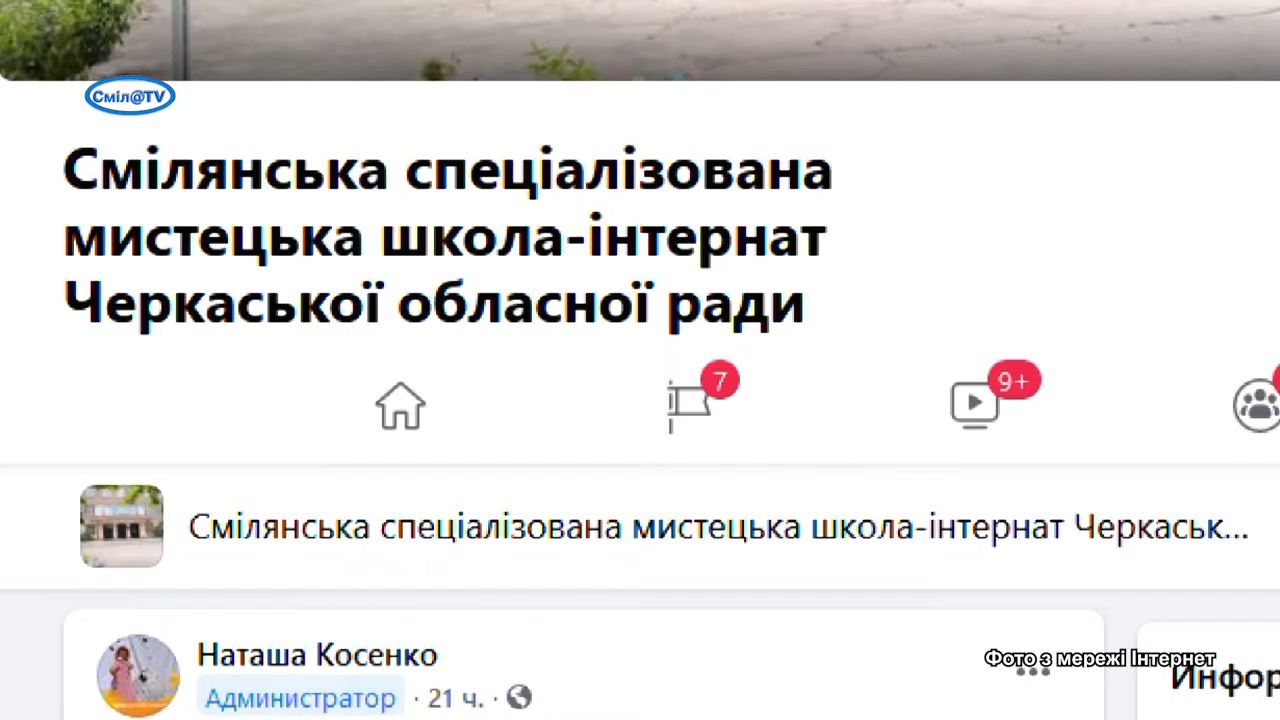 Сміл@TV
Смілянська спеціалізована
мистецька школа-інтернат
Черкаської обласної ради
7
9+
Смілянська спеціалізована мистецька школа-інтернат Черкаськ...
Наташа Косенко
Администратор · 21 ч. ·
Фото з мережі Інтернет
Инфор